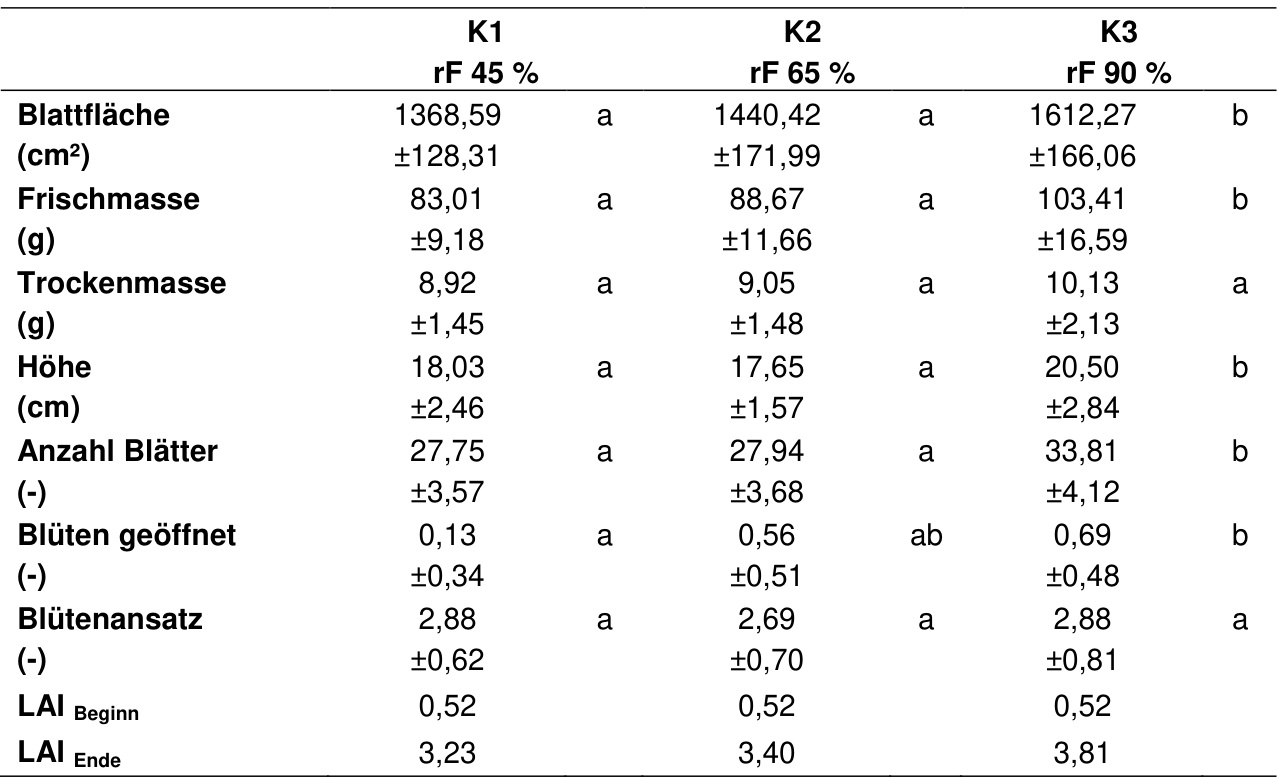 K1 K2 K3
rF 45 % rF 65 % rF 90 %
Blattfläche 1368,59 a 1440,42 a 1612,27 b
(cm²) ±128,31 ±171,99 ±166,06
Frischmasse 83,01 a 88,67 a 103,41 b
(g) ±9,18 ±11,66 ±16,59
Trockenmasse 8,92 a 9,05 a 10,13 a
(g) ±1,45 ±1,48 ±2,13
Höhe 18,03 a 17,65 a 20,50 b
(cm) ±2,46 ±1,57 ±2,84
Anzahl Blätter 27,75 a 27,94 a 33,81 b
(-) ±3,57 ±3,68 ±4,12
Blüten geöffnet 0,13 a 0,56 ab 0,69 b
(-) ±0,34 ±0,51 ±0,48
Blütenansatz 2,88 a 2,69 a 2,88 a
(-) ±0,62 ±0,70 ±0,81
LAI Beginn 0,52 0,52 0,52
LAI Ende 3,23 3,40 3,81